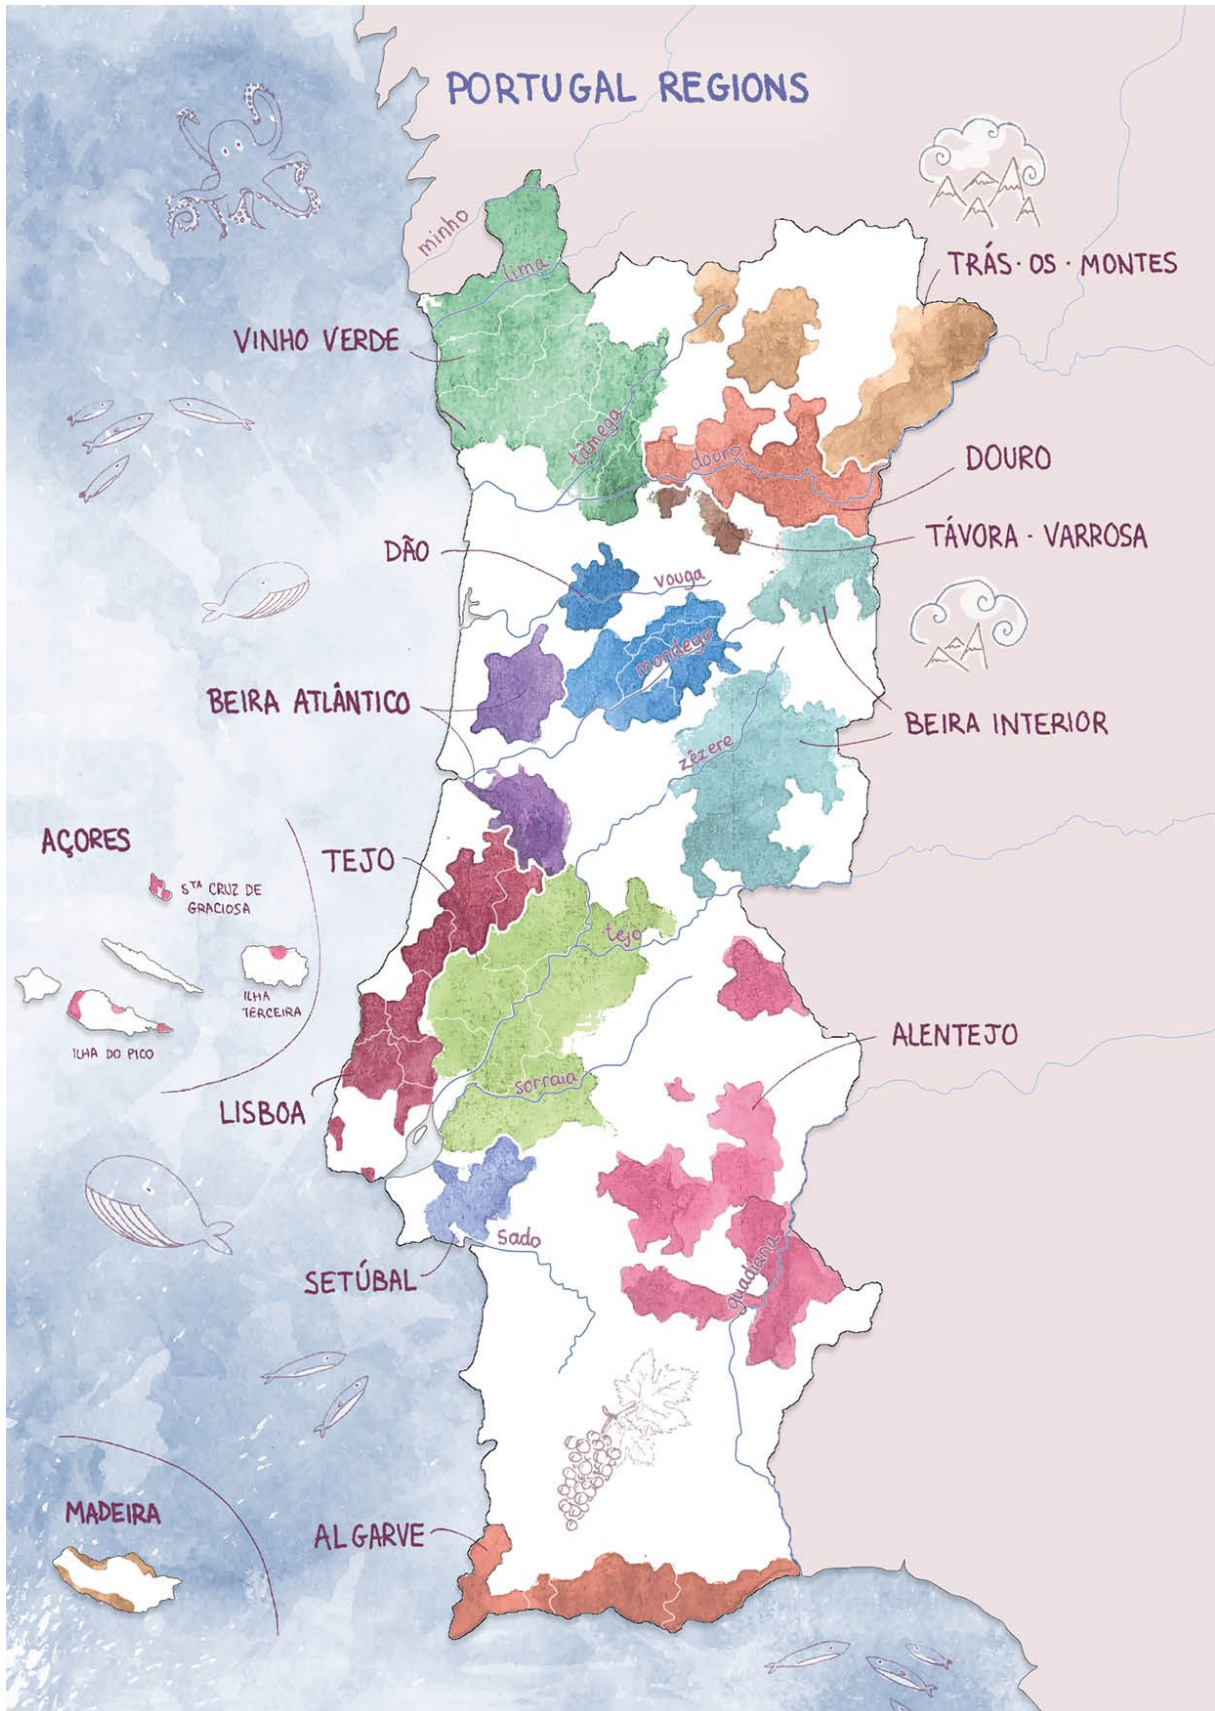 PORTUGAL REGIONS
minho
lima
TRÁS·OS·MONTES
VINHO VERDE
tâmega
douro
DOURO
TÁVORA·VARROSA
DÃO
vouga
mondego
BEIRA ATLÂNTICO
BEIRA INTERIOR
zêzere
AÇORES
TEJO
STA CRUZ DE
GRACIOSA
tejo
ILHA
TERCEIRA
ILHA DO PICO
ALENTEJO
sorraia
LISBOA
sado
SETÚBAL
guadiana
MADEIRA
ALGARVE